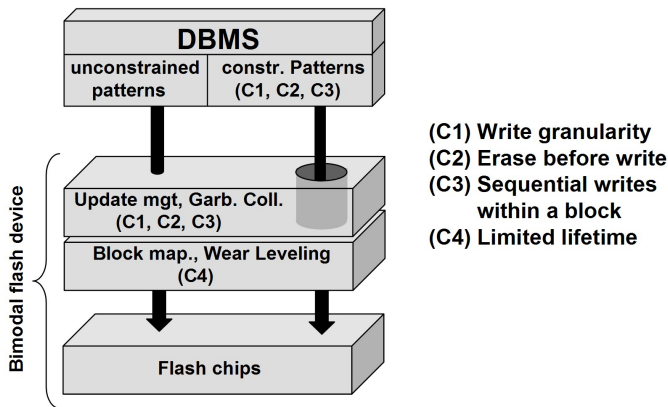 DBMS
unconstrained
patterns
constr. Patterns
(C1, C2, C3)
Update mgt, Garb. Coll.
(C1, C2, C3)
Block map., Wear Leveling
(C4)
Flash chips
Bimodal flash device
(C1) Write granularity
(C2) Erase before write
(C3) Sequential writes
within a block
(C4) Limited lifetime